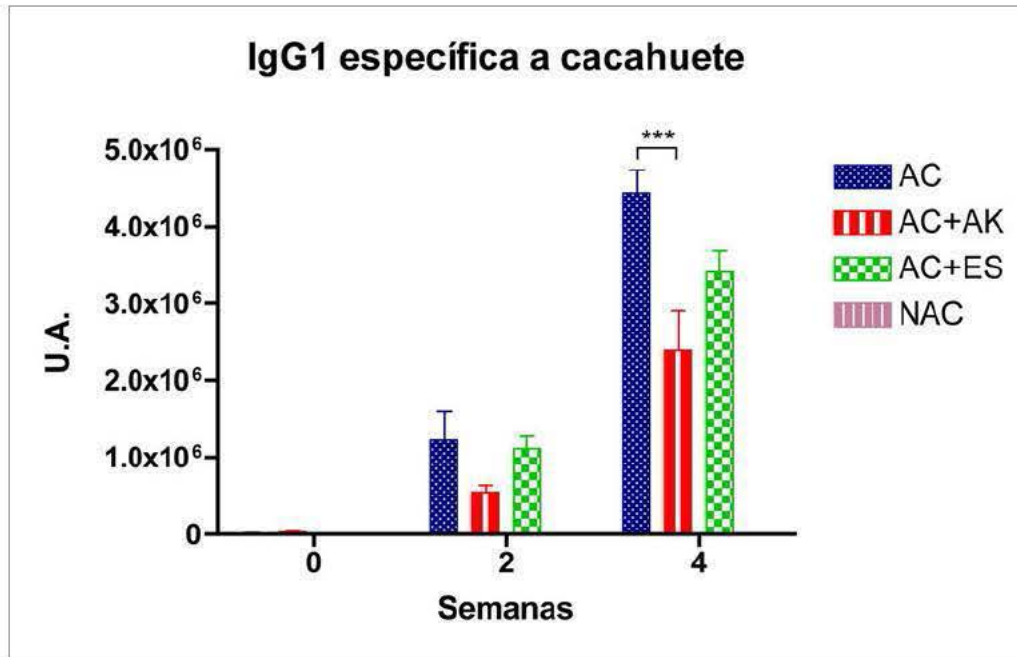 IgG1 específica a cacahuete
***
5.0x10⁶
4.0x10⁶
3.0x10⁶
2.0x10⁶
1.0x10⁶
0
U.A.
0 2 4
Semanas
AC
AC+AK
AC+ES
NAC